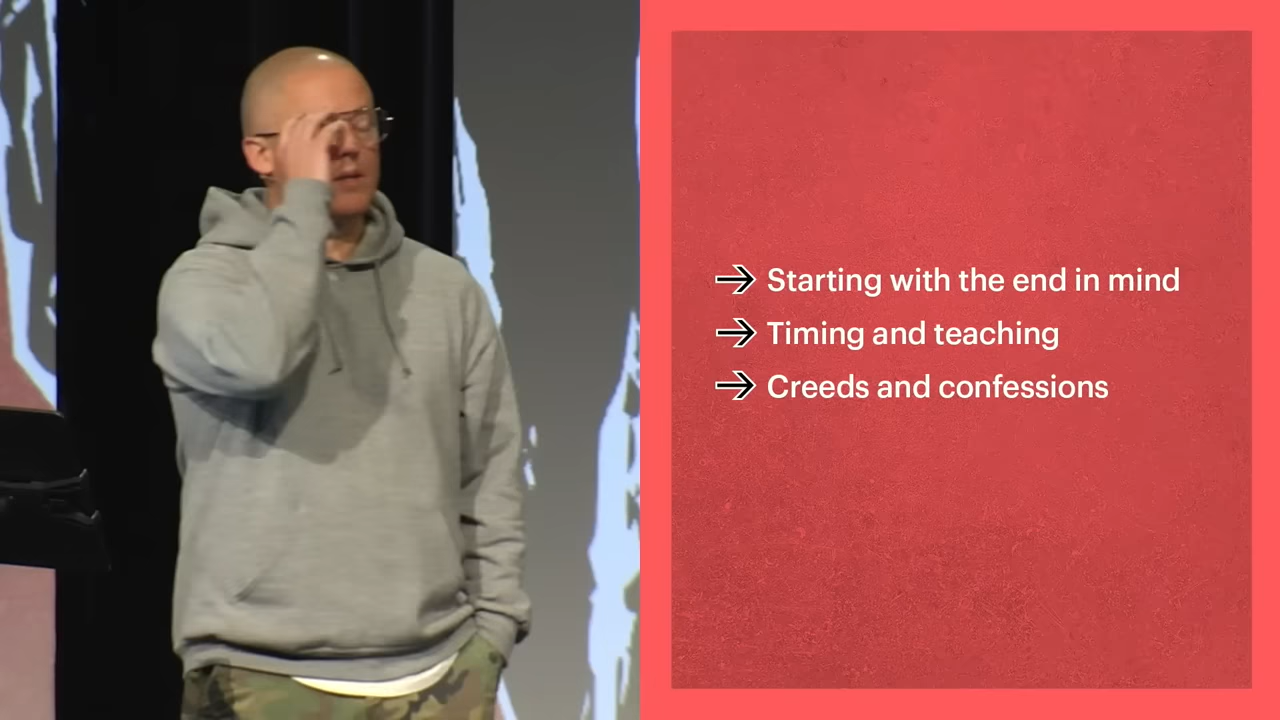 Starting with the end in mind
Timing and teaching
Creeds and confessions